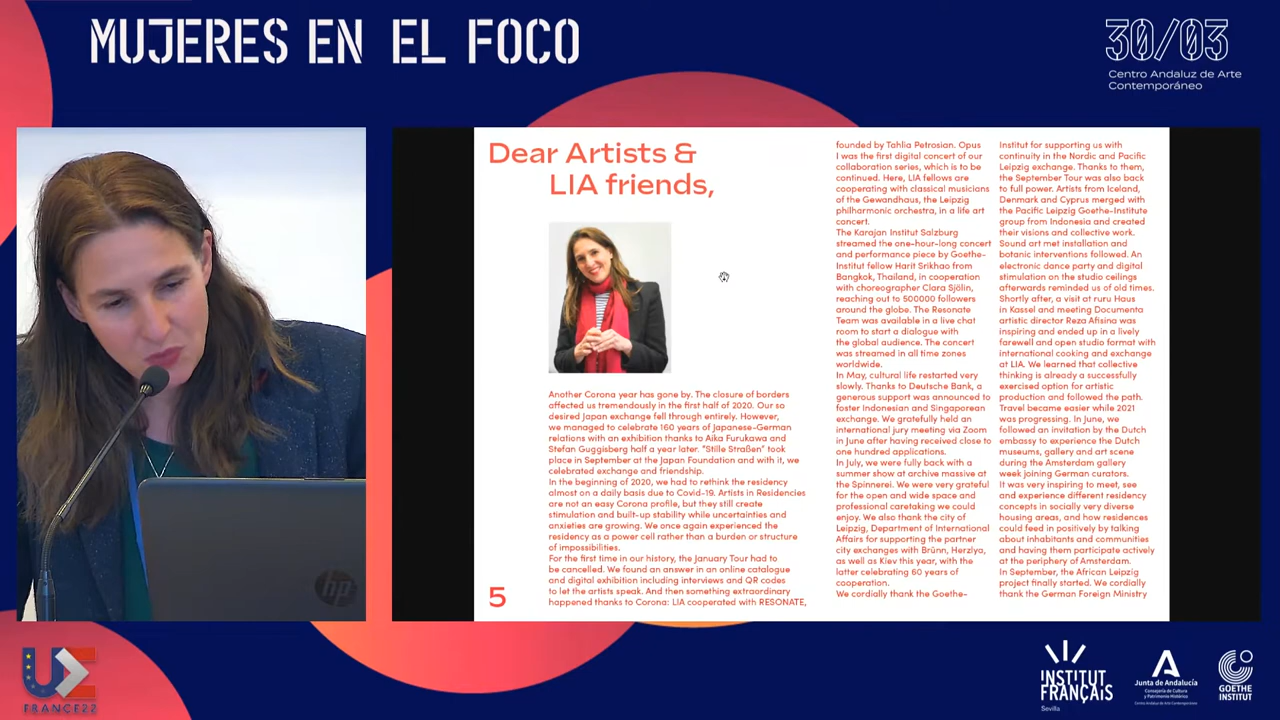 MUJERES EN EL FOCO
30/03
Centro Andaluz de Arte
Contemporáneo
Dear Artists &
LIA friends,
Another Corona year has gone by. The closure of borders
affected us tremendously in the first half of 2020. Our so
desired Japan exchange fell through entirely. However,
we managed to celebrate 160 years of Japanese-German
relations with an exhibition thanks to Aika Furukawa and
Stefan Guggisberg half a year later. "Stille Straßen" took
place in September at the Japan Foundation and with it, we
celebrated exchange and friendship.
In the beginning of 2020, we had to rethink the residency
almost on a daily basis due to Covid-19. Artists in Residencies
are not an easy Corona profile, but they still create
stimulation and built-up stability while uncertainties and
anxieties are growing. We once again experienced the
residency as a power cell rather than a burden or structure
of impossibilities.
For the first time in our history, the January Tour had to
be cancelled. We found an answer in an online catalogue
and digital exhibition including interviews and QR codes
to let the artists speak. And then something extraordinary
happened thanks to Corona: LIA cooperated with RESONATE,
5
founded by Tahlia Petrosian. Opus
I was the first digital concert of our
collaboration series, which is to be
continued. Here, LIA fellows are
cooperating with classical musicians
of the Gewandhaus, the Leipzig
philharmonic orchestra, in a life art
concert.
The Karajan Institut Salzburg
streamed the one-hour-long concert
and performance piece by Goethe-
Institut fellow Harit Srikhao from
Bangkok, Thailand, in cooperation
with choreographer Clara Sjölin,
reaching out to 500000 followers
around the globe. The Resonate
Team was available in a live chat
room to start a dialogue with
the global audience. The concert
was streamed in all time zones
worldwide.
In May, cultural life restarted very
slowly. Thanks to Deutsche Bank, a
generous support was announced to
foster Indonesian and Singaporean
exchange. We gratefully held an
international jury meeting via Zoom
in June after having received close to
one hundred applications.
In July, we were fully back with a
summer show at archive massive at
the Spinnerei. We were very grateful
for the open and wide space and
professional caretaking we could
enjoy. We also thank the city of
Leipzig, Department of International
Affairs for supporting the partner
city exchanges with Brünn, Herzlya,
as well as Kiev this year, with the
latter celebrating 60 years of
cooperation.
We cordially thank the Goethe-
Institut for supporting us with
continuity in the Nordic and Pacific
Leipzig exchange. Thanks to them,
the September Tour was also back
to full power. Artists from Iceland,
Denmark and Cyprus merged with
the Pacific Leipzig Goethe-Institute
group from Indonesia and created
their visions and collective work.
Sound art met installation and
botanic interventions followed. An
electronic dance party and digital
stimulation on the studio ceilings
afterwards reminded us of old times.
Shortly after, a visit at ruru Haus
in Kassel and meeting Documenta
artistic director Reza Afisina was
inspiring and ended up in a lively
farewell and open studio format with
international cooking and exchange
at LIA. We learned that collective
thinking is already a successfully
exercised option for artistic
production and followed the path.
Travel became easier while 2021
was progressing. In June, we
followed an invitation by the Dutch
embassy to experience the Dutch
museums, gallery and art scene
during the Amsterdam gallery
week joining German curators.
It was very inspiring to meet, see
and experience different residency
concepts in socially very diverse
housing areas, and how residences
could feed in positively by talking
about inhabitants and communities
and having them participate actively
at the periphery of Amsterdam.
In September, the African Leipzig
project finally started. We cordially
thank the German Foreign Ministry
UE
FRANCE22
INSTITUT
FRANÇAIS
Sevilla
Junta de Andalucía
Consejería de Cultura
y Patrimonio Histórico
Centro Andaluz de Arte Contemporáneo
GOETHE
INSTITUT